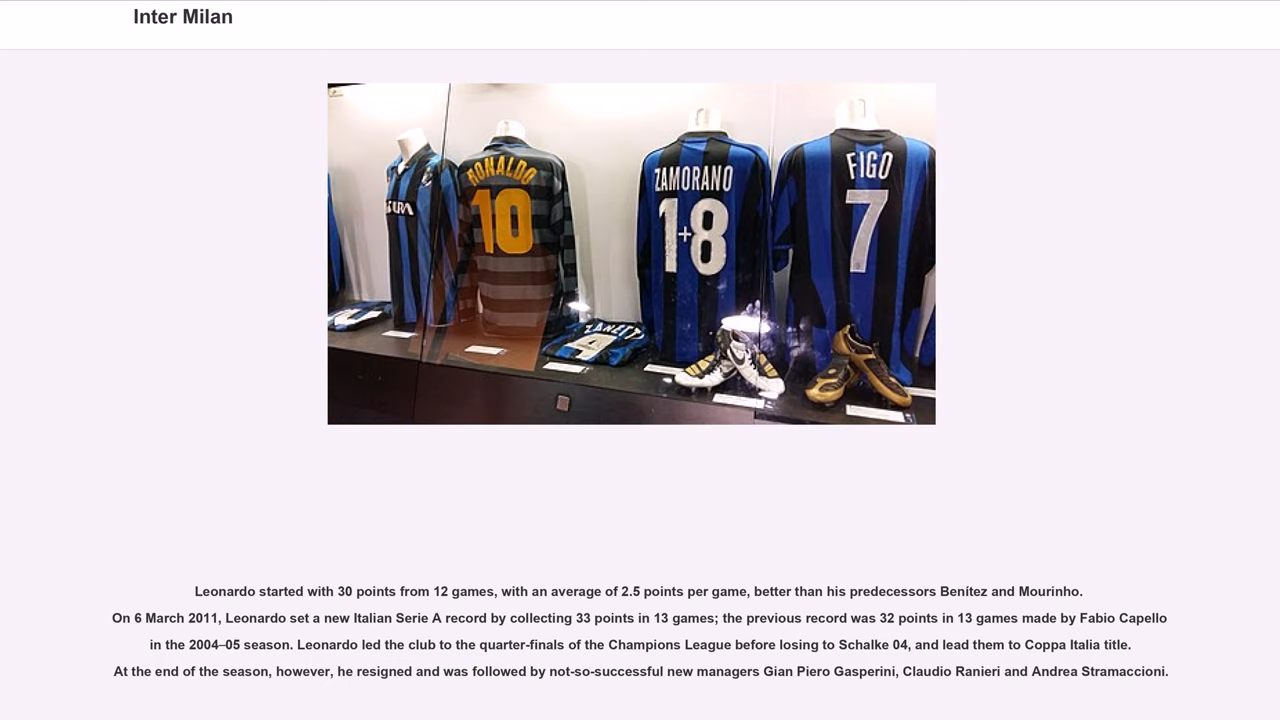 Inter Milan
RONALDO
10
ZAMORANO
1+8
FIGO
7
ZANETTI
4
Leonardo started with 30 points from 12 games, with an average of 2.5 points per game, better than his predecessors Benítez and Mourinho.
On 6 March 2011, Leonardo set a new Italian Serie A record by collecting 33 points in 13 games; the previous record was 32 points in 13 games made by Fabio Capello
in the 2004–05 season. Leonardo led the club to the quarter-finals of the Champions League before losing to Schalke 04, and lead them to Coppa Italia title.
At the end of the season, however, he resigned and was followed by not-so-successful new managers Gian Piero Gasperini, Claudio Ranieri and Andrea Stramaccioni.